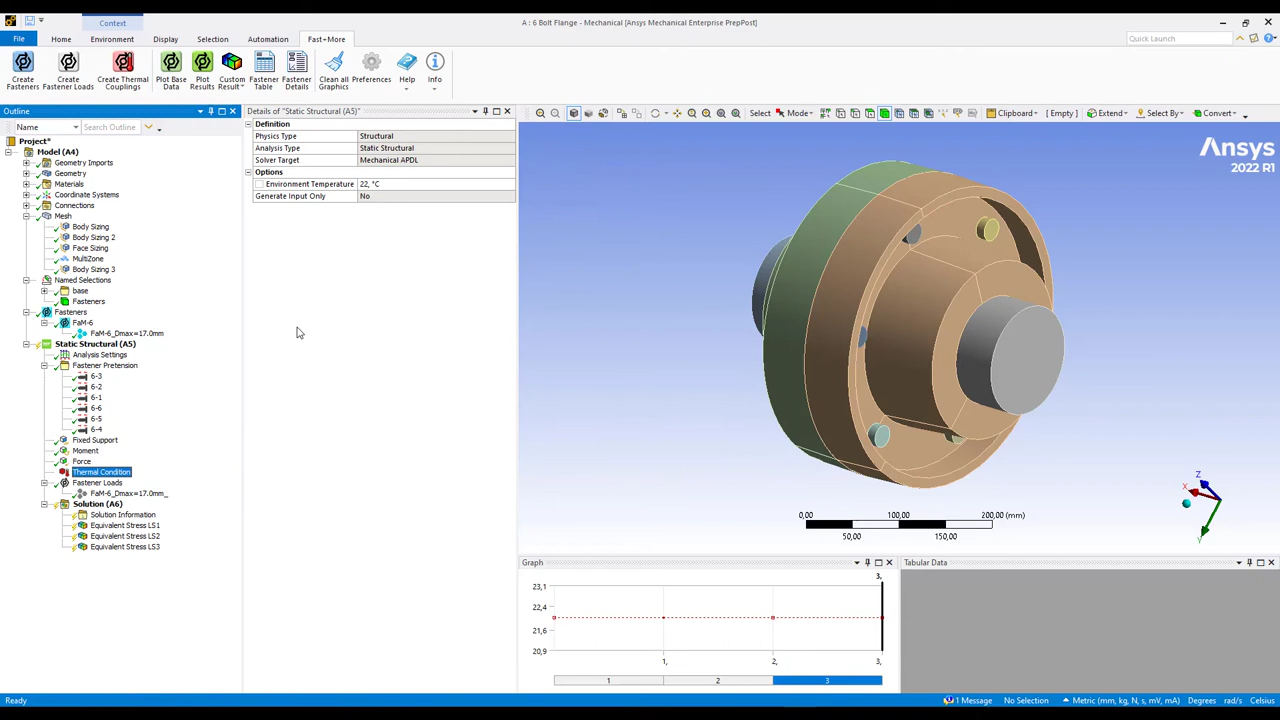 Context
A : 6 Bolt Flange - Mechanical [Ansys Mechanical Enterprise PrepPost]
File Home Environment Display Selection Automation Fast+More
Quick Launch
Create Fasteners
Create Fastener Loads
Create Thermal Couplings
Plot Base Data
Plot Results
Custom Result
Fastener Table
Fastener Details
Clean all Graphics
Preferences
Help
Info
Outline
Name Search Outline
Project*
Model (A4)
Geometry Imports
Geometry
Materials
Coordinate Systems
Connections
Mesh
Body Sizing
Body Sizing 2
Face Sizing
MultiZone
Body Sizing 3
Named Selections
base
Fasteners
Fasteners
FaM-6
FaM-6_Dmax=17.0mm
Static Structural (A5)
Analysis Settings
Fastener Pretension
6-3
6-2
6-1
6-6
6-5
6-4
Fixed Support
Moment
Force
Thermal Condition
Fastener Loads
FaM-6_Dmax=17.0mm_
Solution (A6)
Solution Information
Equivalent Stress LS1
Equivalent Stress LS2
Equivalent Stress LS3
Details of "Static Structural (A5)"
Definition
Physics Type Structural
Analysis Type Static Structural
Solver Target Mechanical APDL
Options
Environment Temperature 22, °C
Generate Input Only No
Select Mode Clipboard [ Empty ] Extend Select By Convert
Ansys
2022 R1
Z
X
Y
0,00 100,00 200,00 (mm)
50,00 150,00
Graph
3,
23,1
22,4
21,6
20,9
1, 2, 3,
1 2 3
Tabular Data
Ready
1 Message No Selection Metric (mm, kg, N, s, mV, mA) Degrees rad/s Celsius